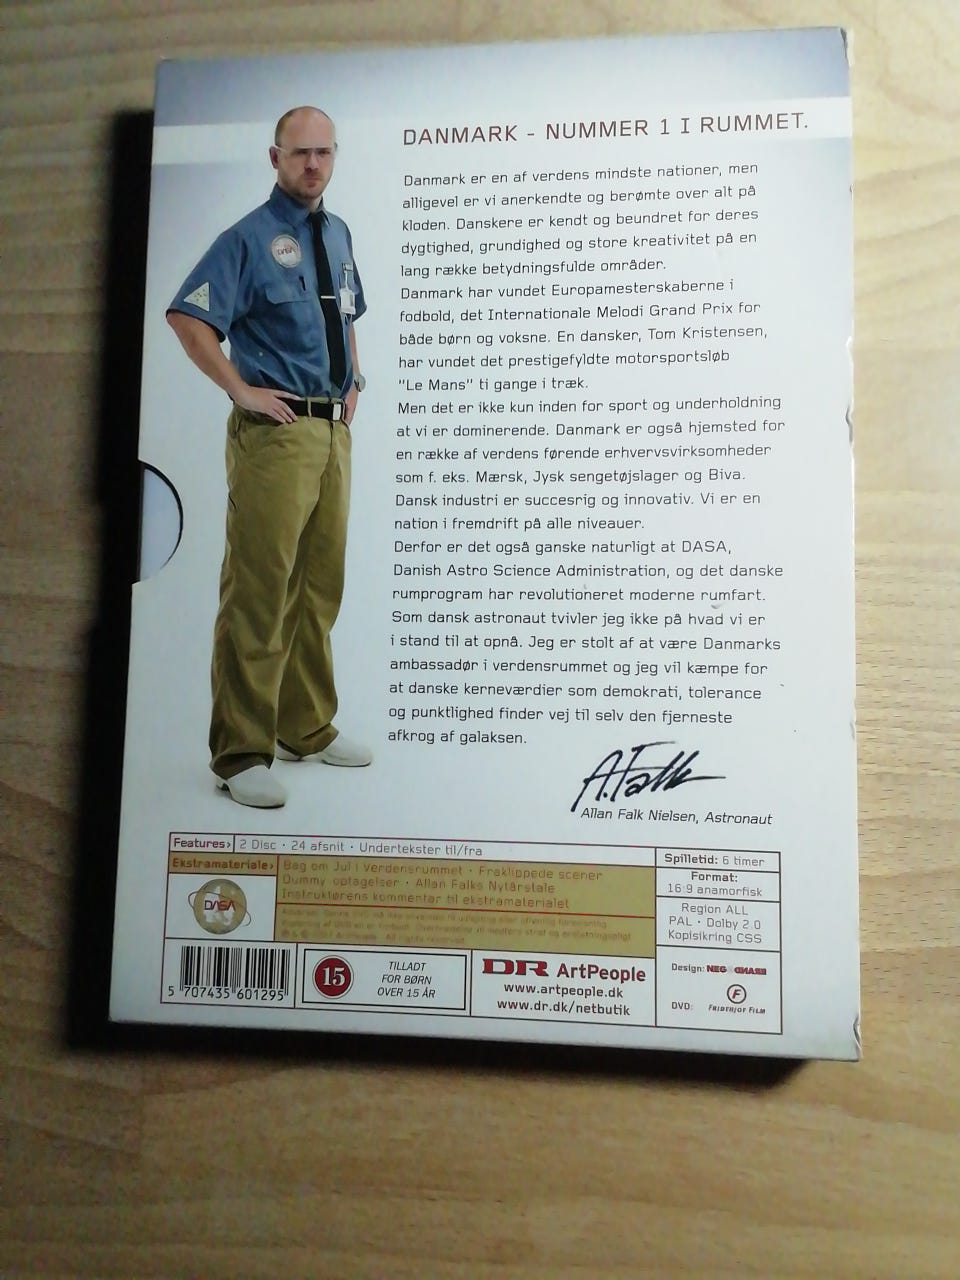 DANMARK - NUMMER 1 I RUMMET.
Danmark er en af verdens mindste nationer, men
alligevel er vi anerkendte og berømte over alt på
kloden. Danskere er kendt og beundret for deres
dygtighed, grundighed og store kreativitet på en
lang række betydningsfulde områder.
Danmark har vundet Europamesterskaberne i
fodbold, det Internationale Melodi Grand Prix for
både børn og voksne. En dansker, Tom Kristensen,
har vundet det prestigefyldte motorsportsløb
"Le Mans" ti gange i træk.
Men det er ikke kun inden for sport og underholdning
at vi er dominerende. Danmark er også hjemsted for
en række af verdens førende erhvervsvirksomheder
som f. eks. Mærsk, Jysk sengetøjslager og Biva.
Dansk industri er succesrig og innovativ. Vi er en
nation i fremdrift på alle niveauer.
Derfor er det også ganske naturligt at DASA,
Danish Astro Science Administration, og det danske
rumprogram har revolutioneret moderne rumfart.
Som dansk astronaut tvivler jeg ikke på hvad vi er
i stand til at opnå. Jeg er stolt af at være Danmarks
ambassadør i verdensrummet og jeg vil kæmpe for
at danske kerneværdier som demokrati, tolerance
og punktlighed finder vej til selv den fjerneste
afkrog af galaksen.
A. Falk
Allan Falk Nielsen, Astronaut
DASA
Features> 2 Disc · 24 afsnit · Undertekster til/fra
Ekstramateriale> Bag om Jul i Verdensrummet · Fraklippede scener
Dummy optagelser · Allan Falks Nytårstale
Instruktørens kommentar til ekstramaterialet
DASA
Spilletid: 6 timer
Format:
16:9 anamorfisk
Region ALL
PAL · Dolby 2.0
Kopisikring CSS
5 707435 601295
15
TILLADT
FOR BØRN
OVER 15 ÅR
DR ArtPeople
www.artpeople.dk
www.dr.dk/netbutik
Design:
DVD: F
FRIDTHJOF FILM